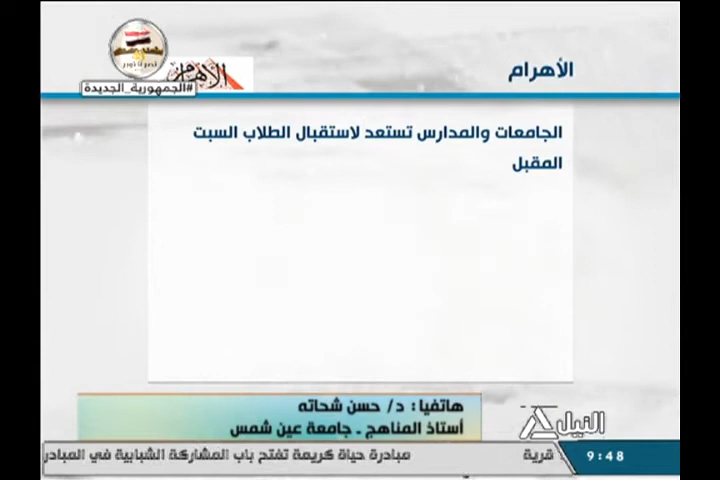 الأهرام
الأهرام
#الجمهورية_الجديدة
الجامعات والمدارس تستعد لاستقبال الطلاب السبت
المقبل
هاتفيا: د/ حسن شحاته
أستاذ المناهج - جامعة عين شمس
النيل
9:48
قرية
مبادرة حياة كريمة تفتح باب المشاركة الشبابية في المبادر